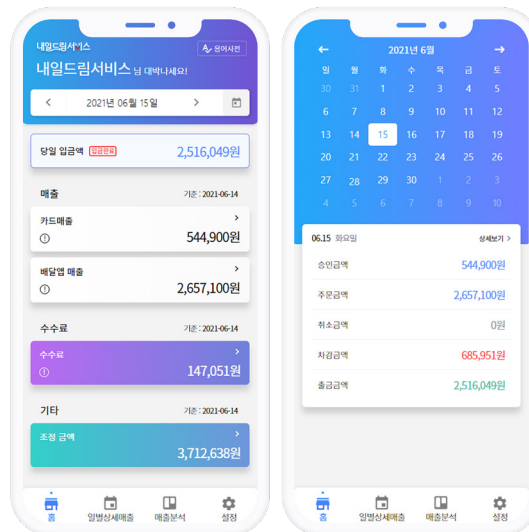 내일드림서비스
용어사전
내일드림서비스 님 대박나세요!
2021년 06월 15일
당일 입금액 입금완료 2,516,049원
매출 기준 : 2021-06-14
카드매출
544,900원
배달앱 매출
2,657,100원
수수료 기준 : 2021-06-14
수수료
147,051원
기타 기준 : 2021-06-14
조정 금액
3,712,638원
홈 일별상세매출 매출분석 설정
2021년 6월
일 월 화 수 목 금 토
30 31 1 2 3 4 5
6 7 8 9 10 11 12
13 14 15 16 17 18 19
20 21 22 23 24 25 26
27 28 29 30 1 2 3
4 5 6 7 8 9 10
06.15 화요일 상세보기 >
승인금액 544,900원
주문금액 2,657,100원
취소금액 0원
차감금액 685,951원
출금금액 2,516,049원
홈 일별상세매출 매출분석 설정